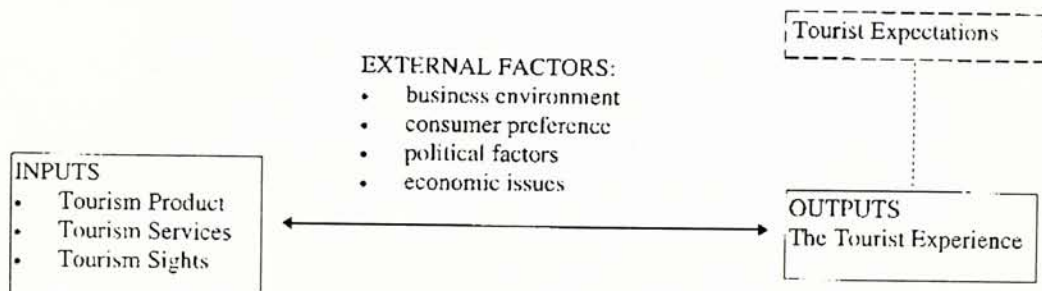 Tourist Expectations
EXTERNAL FACTORS:
• business environment
• consumer preference
• political factors
• economic issues
INPUTS
• Tourism Product
• Tourism Services
• Tourism Sights
OUTPUTS
The Tourist Experience